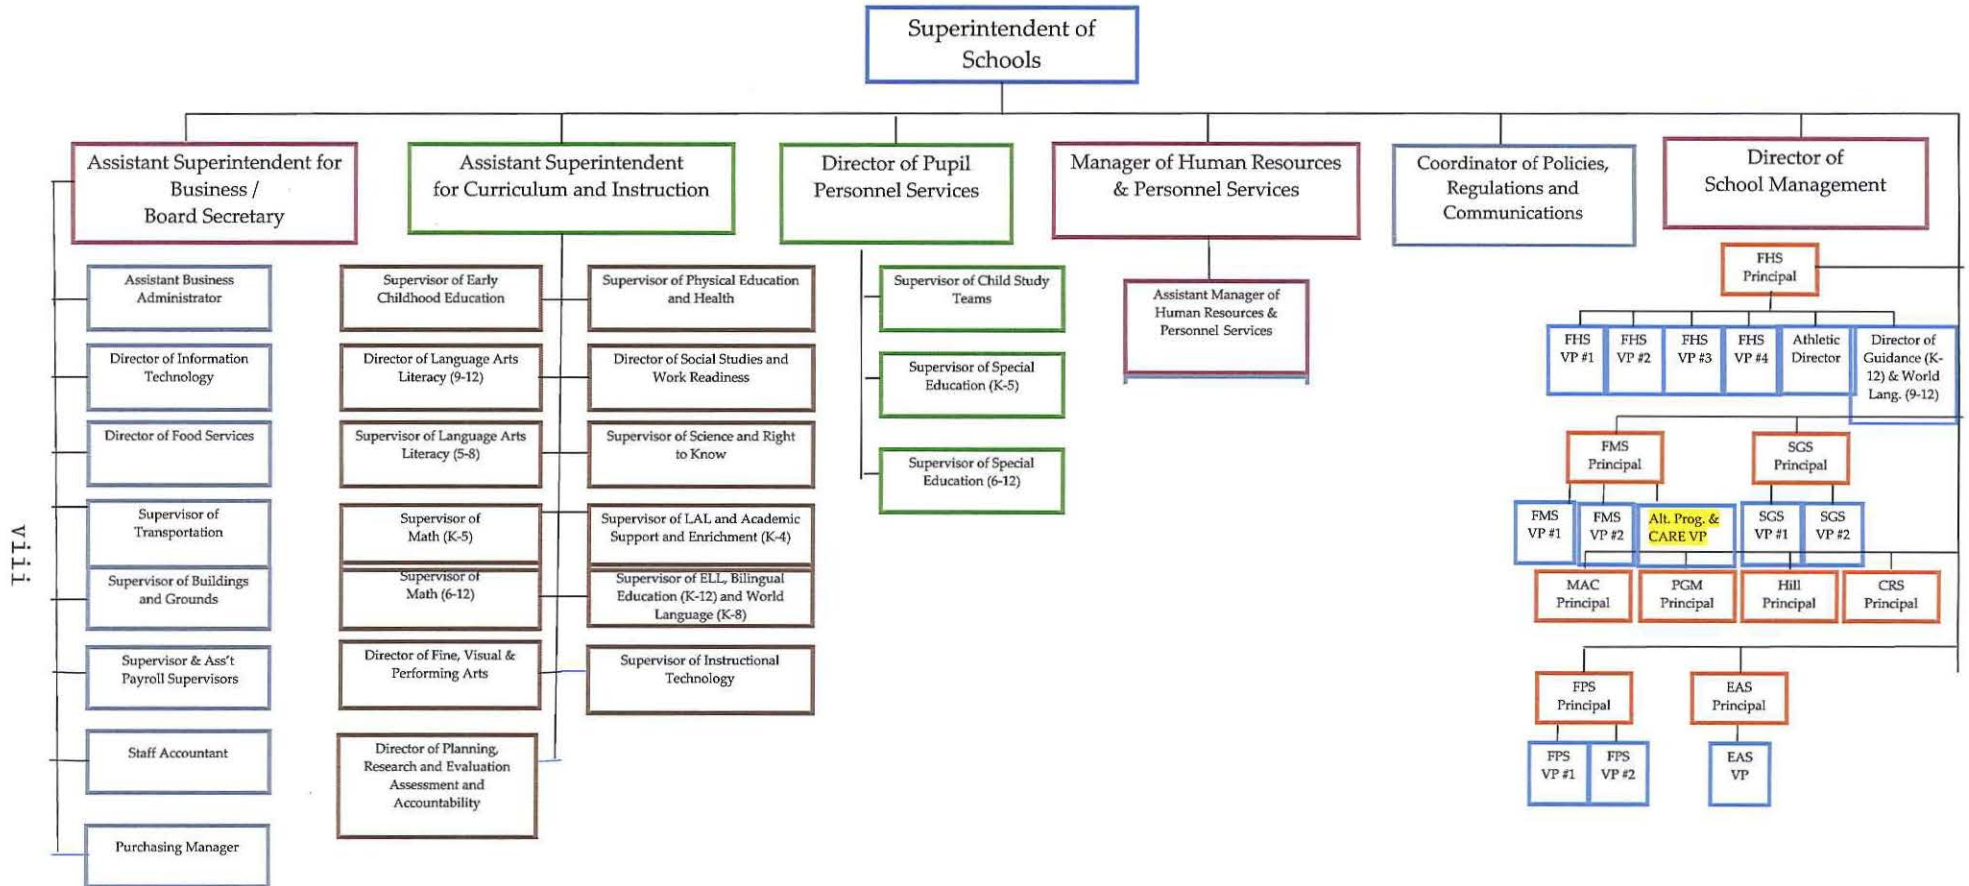 Superintendent of
Schools
Assistant Superintendent for
Business /
Board Secretary
Assistant Superintendent
for Curriculum and Instruction
Director of Pupil
Personnel Services
Manager of Human Resources
& Personnel Services
Coordinator of Policies,
Regulations and
Communications
Director of
School Management
Assistant Business
Administrator
Director of Information
Technology
Director of Food Services
Supervisor of
Transportation
Supervisor of Buildings
and Grounds
Supervisor & Ass't
Payroll Supervisors
Staff Accountant
Purchasing Manager
Supervisor of Early
Childhood Education
Director of Language Arts
Literacy (9-12)
Supervisor of Language Arts
Literacy (5-8)
Supervisor of
Math (K-5)
Supervisor of
Math (6-12)
Director of Fine, Visual &
Performing Arts
Director of Planning,
Research and Evaluation
Assessment and
Accountability
Supervisor of Physical Education
and Health
Director of Social Studies and
Work Readiness
Supervisor of Science and Right
to Know
Supervisor of LAL and Academic
Support and Enrichment (K-4)
Supervisor of ELL, Bilingual
Education (K-12) and World
Language (K-8)
Supervisor of Instructional
Technology
Supervisor of Child Study
Teams
Supervisor of Special
Education (K-5)
Supervisor of Special
Education (6-12)
Assistant Manager of
Human Resources &
Personnel Services
FHS
Principal
FHS
VP #1
FHS
VP #2
FHS
VP #3
FHS
VP #4
Athletic
Director
Director of
Guidance (K-
12) & World
Lang. (9-12)
FMS
Principal
SGS
Principal
FMS
VP #1
FMS
VP #2
Alt. Prog. &
CARE VP
SGS
VP #1
SGS
VP #2
MAC
Principal
PGM
Principal
Hill
Principal
CRS
Principal
FPS
Principal
EAS
Principal
FPS
VP #1
FPS
VP #2
EAS
VP
viii